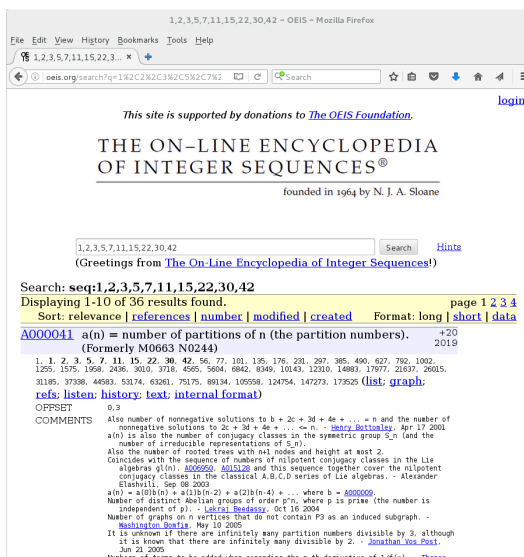 1,2,3,5,7,11,15,22,30,42 – OEIS – Mozilla Firefox
File Edit View History Bookmarks Tools Help
1,2,3,5,7,11,15,22,3...
oeis.org/search?q=1%2C2%2C3%2C5%2C7%2
Search
login
This site is supported by donations to The OEIS Foundation.
THE ON–LINE ENCYCLOPEDIA
OF INTEGER SEQUENCES®
founded in 1964 by N. J. A. Sloane
1,2,3,5,7,11,15,22,30,42 Search Hints
(Greetings from The On-Line Encyclopedia of Integer Sequences!)
Search: seq:1,2,3,5,7,11,15,22,30,42
Displaying 1-10 of 36 results found. page 1 2 3 4
Sort: relevance | references | number | modified | created Format: long | short | data
A000041 a(n) = number of partitions of n (the partition numbers). +20
(Formerly M0663 N0244) 2019
1, 1, 2, 3, 5, 7, 11, 15, 22, 30, 42, 56, 77, 101, 135, 176, 231, 297, 385, 490, 627, 792, 1002,
1255, 1575, 1958, 2436, 3010, 3718, 4565, 5604, 6842, 8349, 10143, 12310, 14883, 17977, 21637, 26015,
31185, 37338, 44583, 53174, 63261, 75175, 89134, 105558, 124754, 147273, 173525 (list; graph;
refs; listen; history; text; internal format)
OFFSET 0,3
COMMENTS Also number of nonnegative solutions to b + 2c + 3d + 4e + ... = n and the number of
nonnegative solutions to 2c + 3d + 4e + ... <= n. - Henry Bottomley, Apr 17 2001
a(n) is also the number of conjugacy classes in the symmetric group S_n (and the
number of irreducible representations of S_n).
Also the number of rooted trees with n+1 nodes and height at most 2.
Coincides with the sequence of numbers of nilpotent conjugacy classes in the Lie
algebras gl(n). A006950, A015128 and this sequence together cover the nilpotent
conjugacy classes in the classical A,B,C,D series of Lie algebras. - Alexander
Elashvili, Sep 08 2003
a(n) = a(0)b(n) + a(1)b(n-2) + a(2)b(n-4) + ... where b = A000009.
Number of distinct Abelian groups of order p^n, where p is prime (the number is
independent of p). - Lekraj Beedassy, Oct 16 2004
Number of graphs on n vertices that do not contain P3 as an induced subgraph. -
Washington Bomfim, May 10 2005
It is unknown if there are infinitely many partition numbers divisible by 3, although
it is known that there are infinitely many divisible by 2. - Jonathan Vos Post,
Jun 21 2005